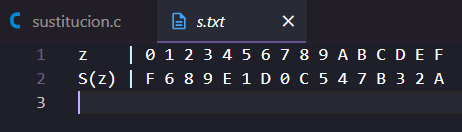 sustitucion.c s.txt
1 z | 0 1 2 3 4 5 6 7 8 9 A B C D E F
2 S(z) | F 6 8 9 E 1 D 0 C 5 4 7 B 3 2 A
3